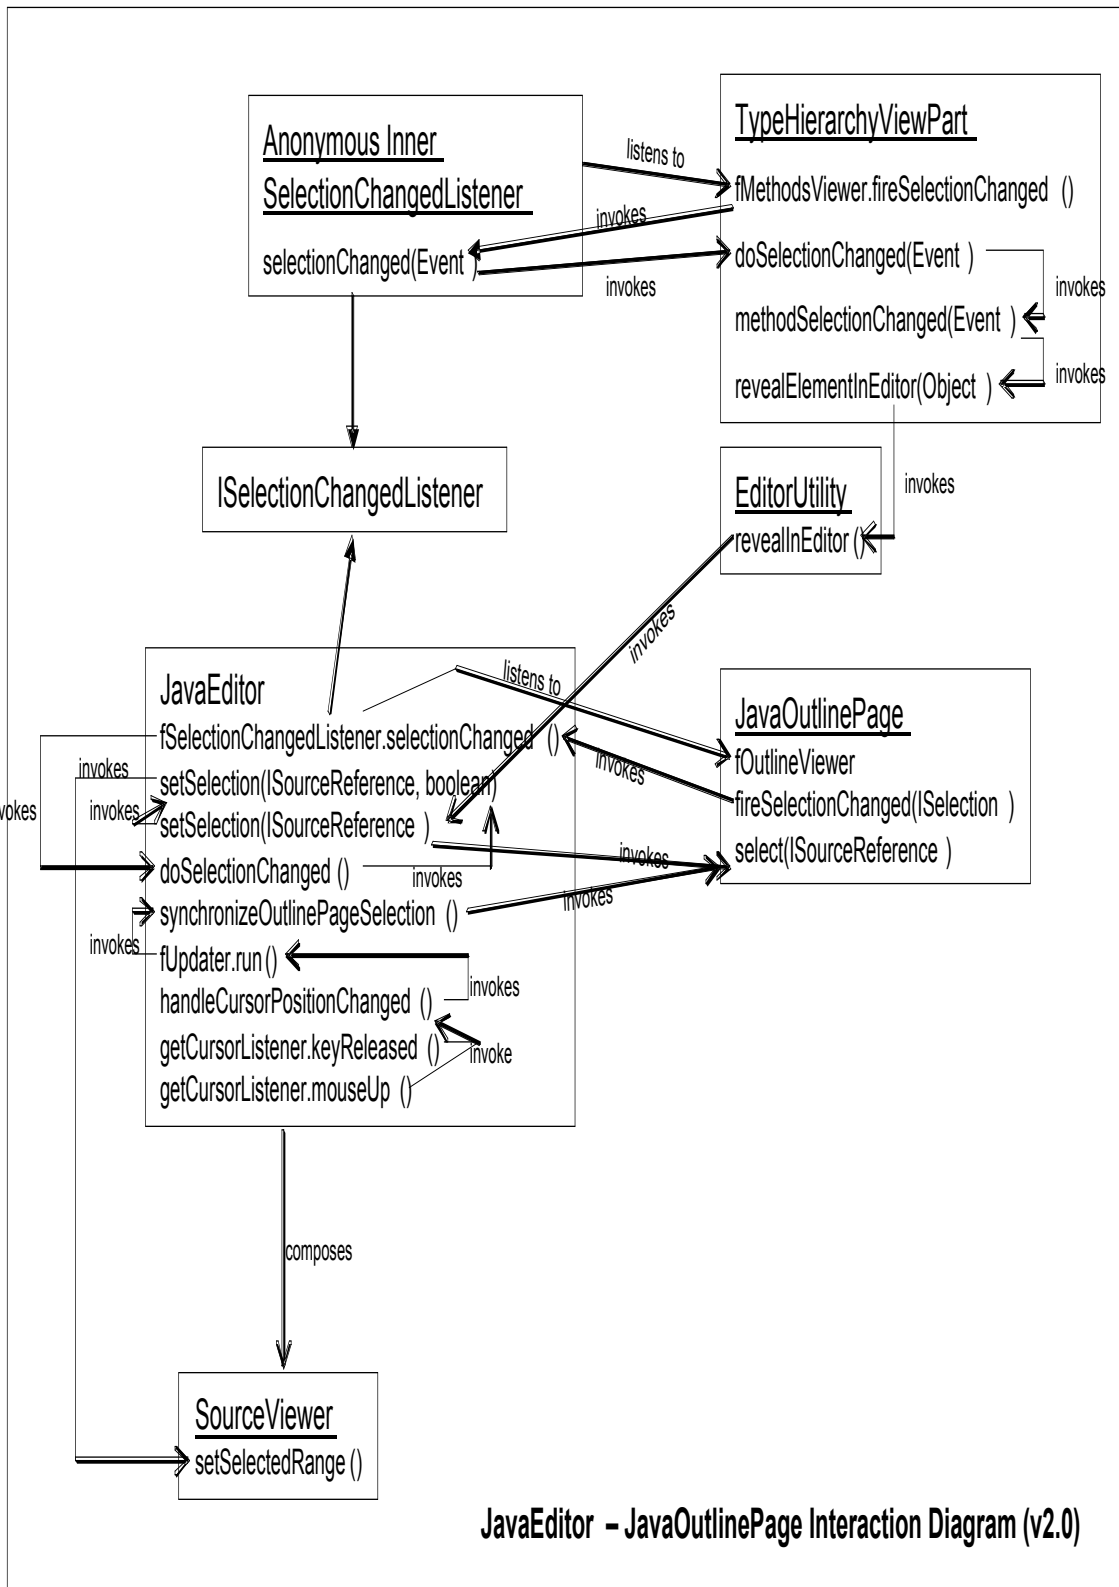 Anonymous Inner
SelectionChangedListener
selectionChanged(Event )
listens to
invokes
invokes
TypeHierarchyViewPart
fMethodsViewer.fireSelectionChanged ()
doSelectionChanged(Event )
invokes
methodSelectionChanged(Event )
invokes
revealElementInEditor(Object )
ISelectionChangedListener
EditorUtility
revealInEditor ()
invokes
invokes
JavaEditor
fSelectionChangedListener.selectionChanged ()
setSelection(ISourceReference, boolean)
setSelection(ISourceReference )
doSelectionChanged ()
synchronizeOutlinePageSelection ()
fUpdater.run ()
handleCursorPositionChanged ()
getCursorListener.keyReleased ()
getCursorListener.mouseUp ()
invokes
vokes
invokes
invokes
invokes
invokes
invoke
listens to
invokes
invokes
invokes
JavaOutlinePage
fOutlineViewer
fireSelectionChanged(ISelection )
select(ISourceReference )
composes
SourceViewer
setSelectedRange ()
JavaEditor – JavaOutlinePage Interaction Diagram (v2.0)